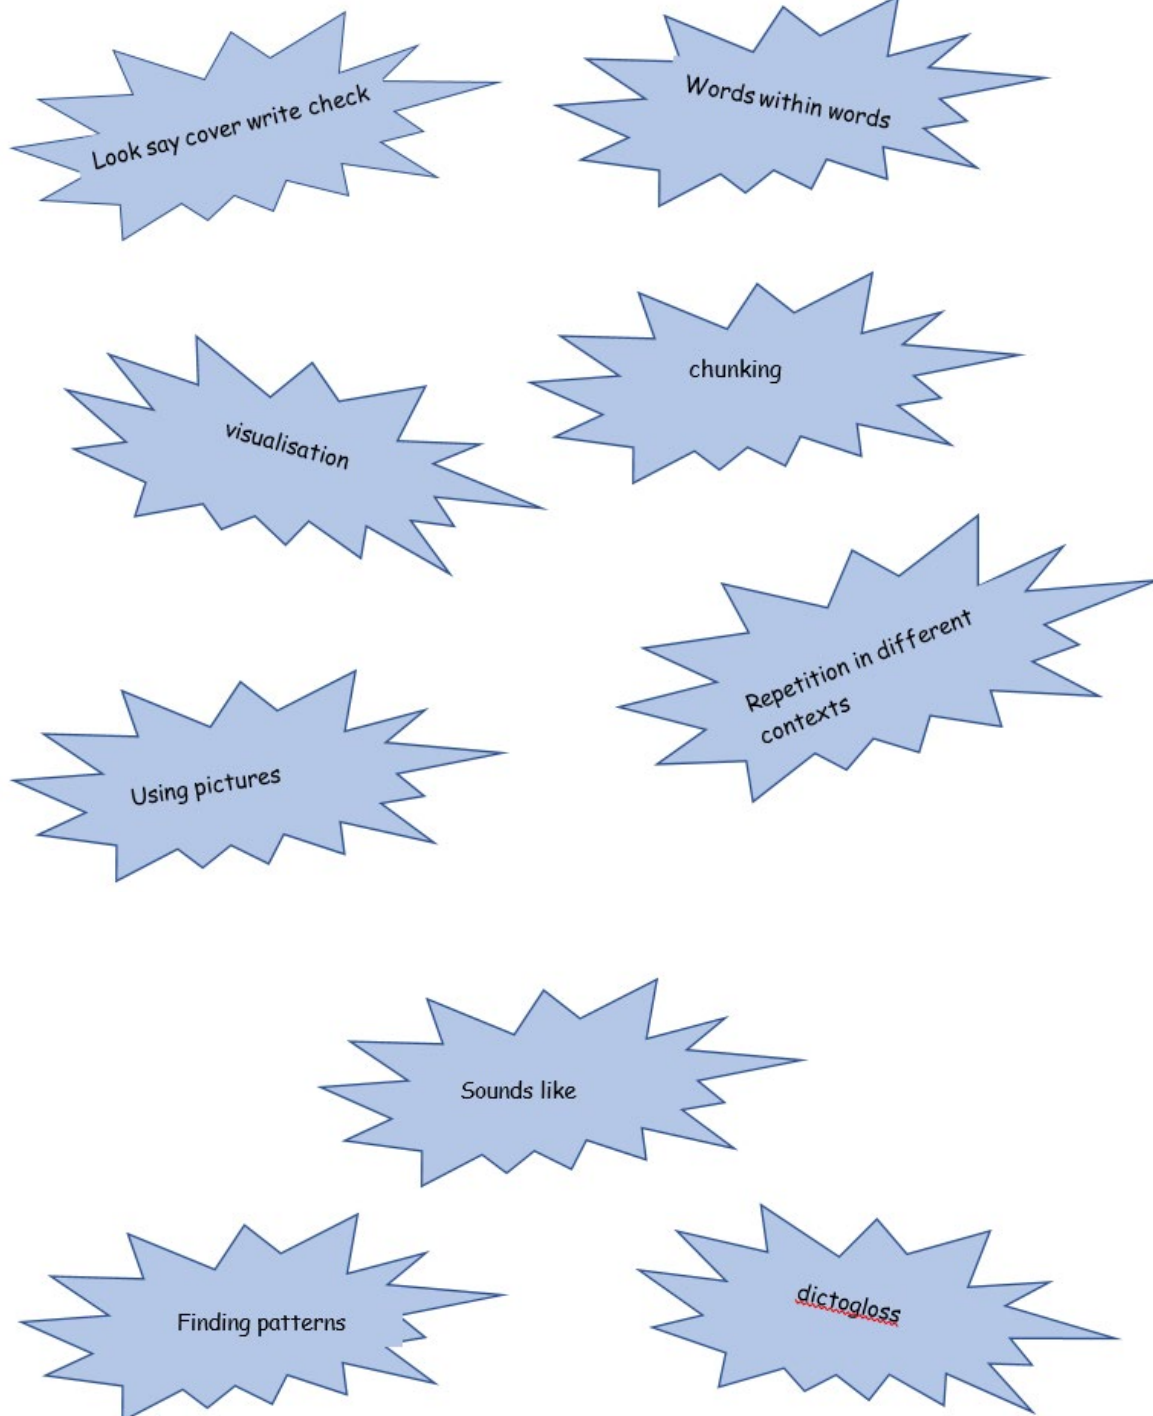 Look say cover write check
Words within words
chunking
visualisation
Repetition in different
contexts
Using pictures
Sounds like
Finding patterns
dictogloss